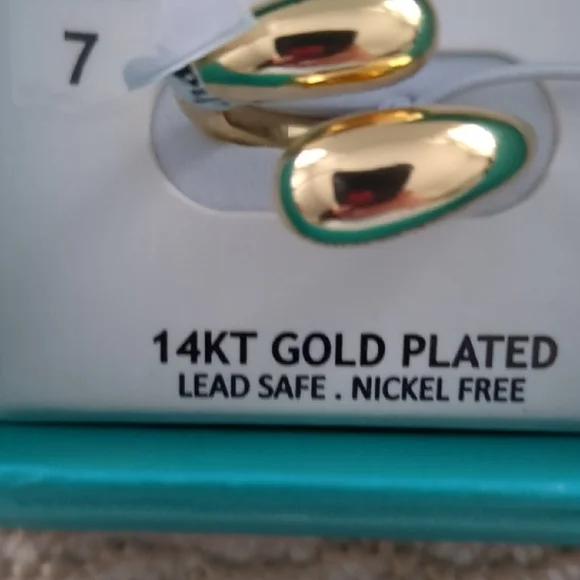 7
14KT GOLD PLATED
LEAD SAFE . NICKEL FREE